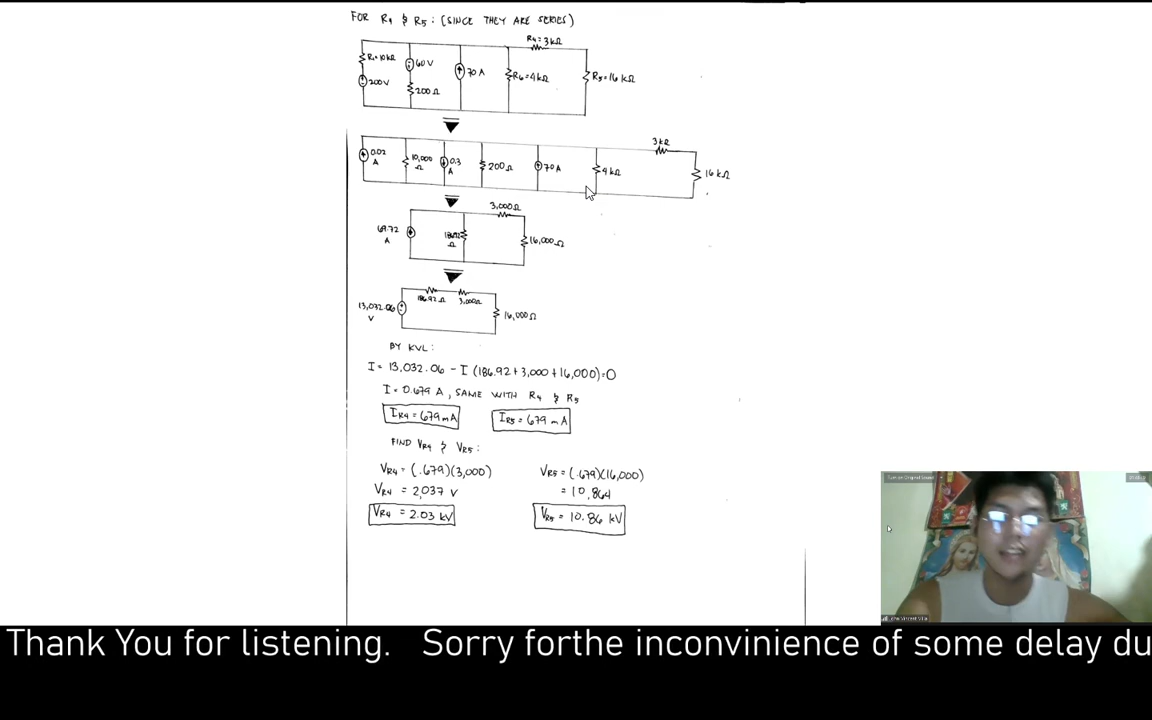 FOR R4 & R5: (SINCE THEY ARE SERIES)
R4=3kΩ
R1=10kΩ
60V
70A
R6=4kΩ
R5=16kΩ
200V
200Ω
3kΩ
0.02 A
10,000 Ω
0.3 A
200Ω
70A
4kΩ
16kΩ
3,000Ω
69.72 A
186.92 Ω
16,000Ω
186.92Ω
3,000Ω
13,032.06 V
16,000Ω
BY KVL:
I = 13,032.06 - I (186.92+3,000+16,000)=0
I = 0.679 A, SAME WITH R4 & R5
IR4 = 679mA
IR5 = 679 mA
FIND VR4 & VR5:
VR4 = (.679)(3,000)
VR5 = (.679)(16,000)
VR4 = 2,037 V
= 10,864
VR4 = 2.03 kV
VR5 = 10.86 kV
Thank You for listening. Sorry forthe inconvinience of some delay du